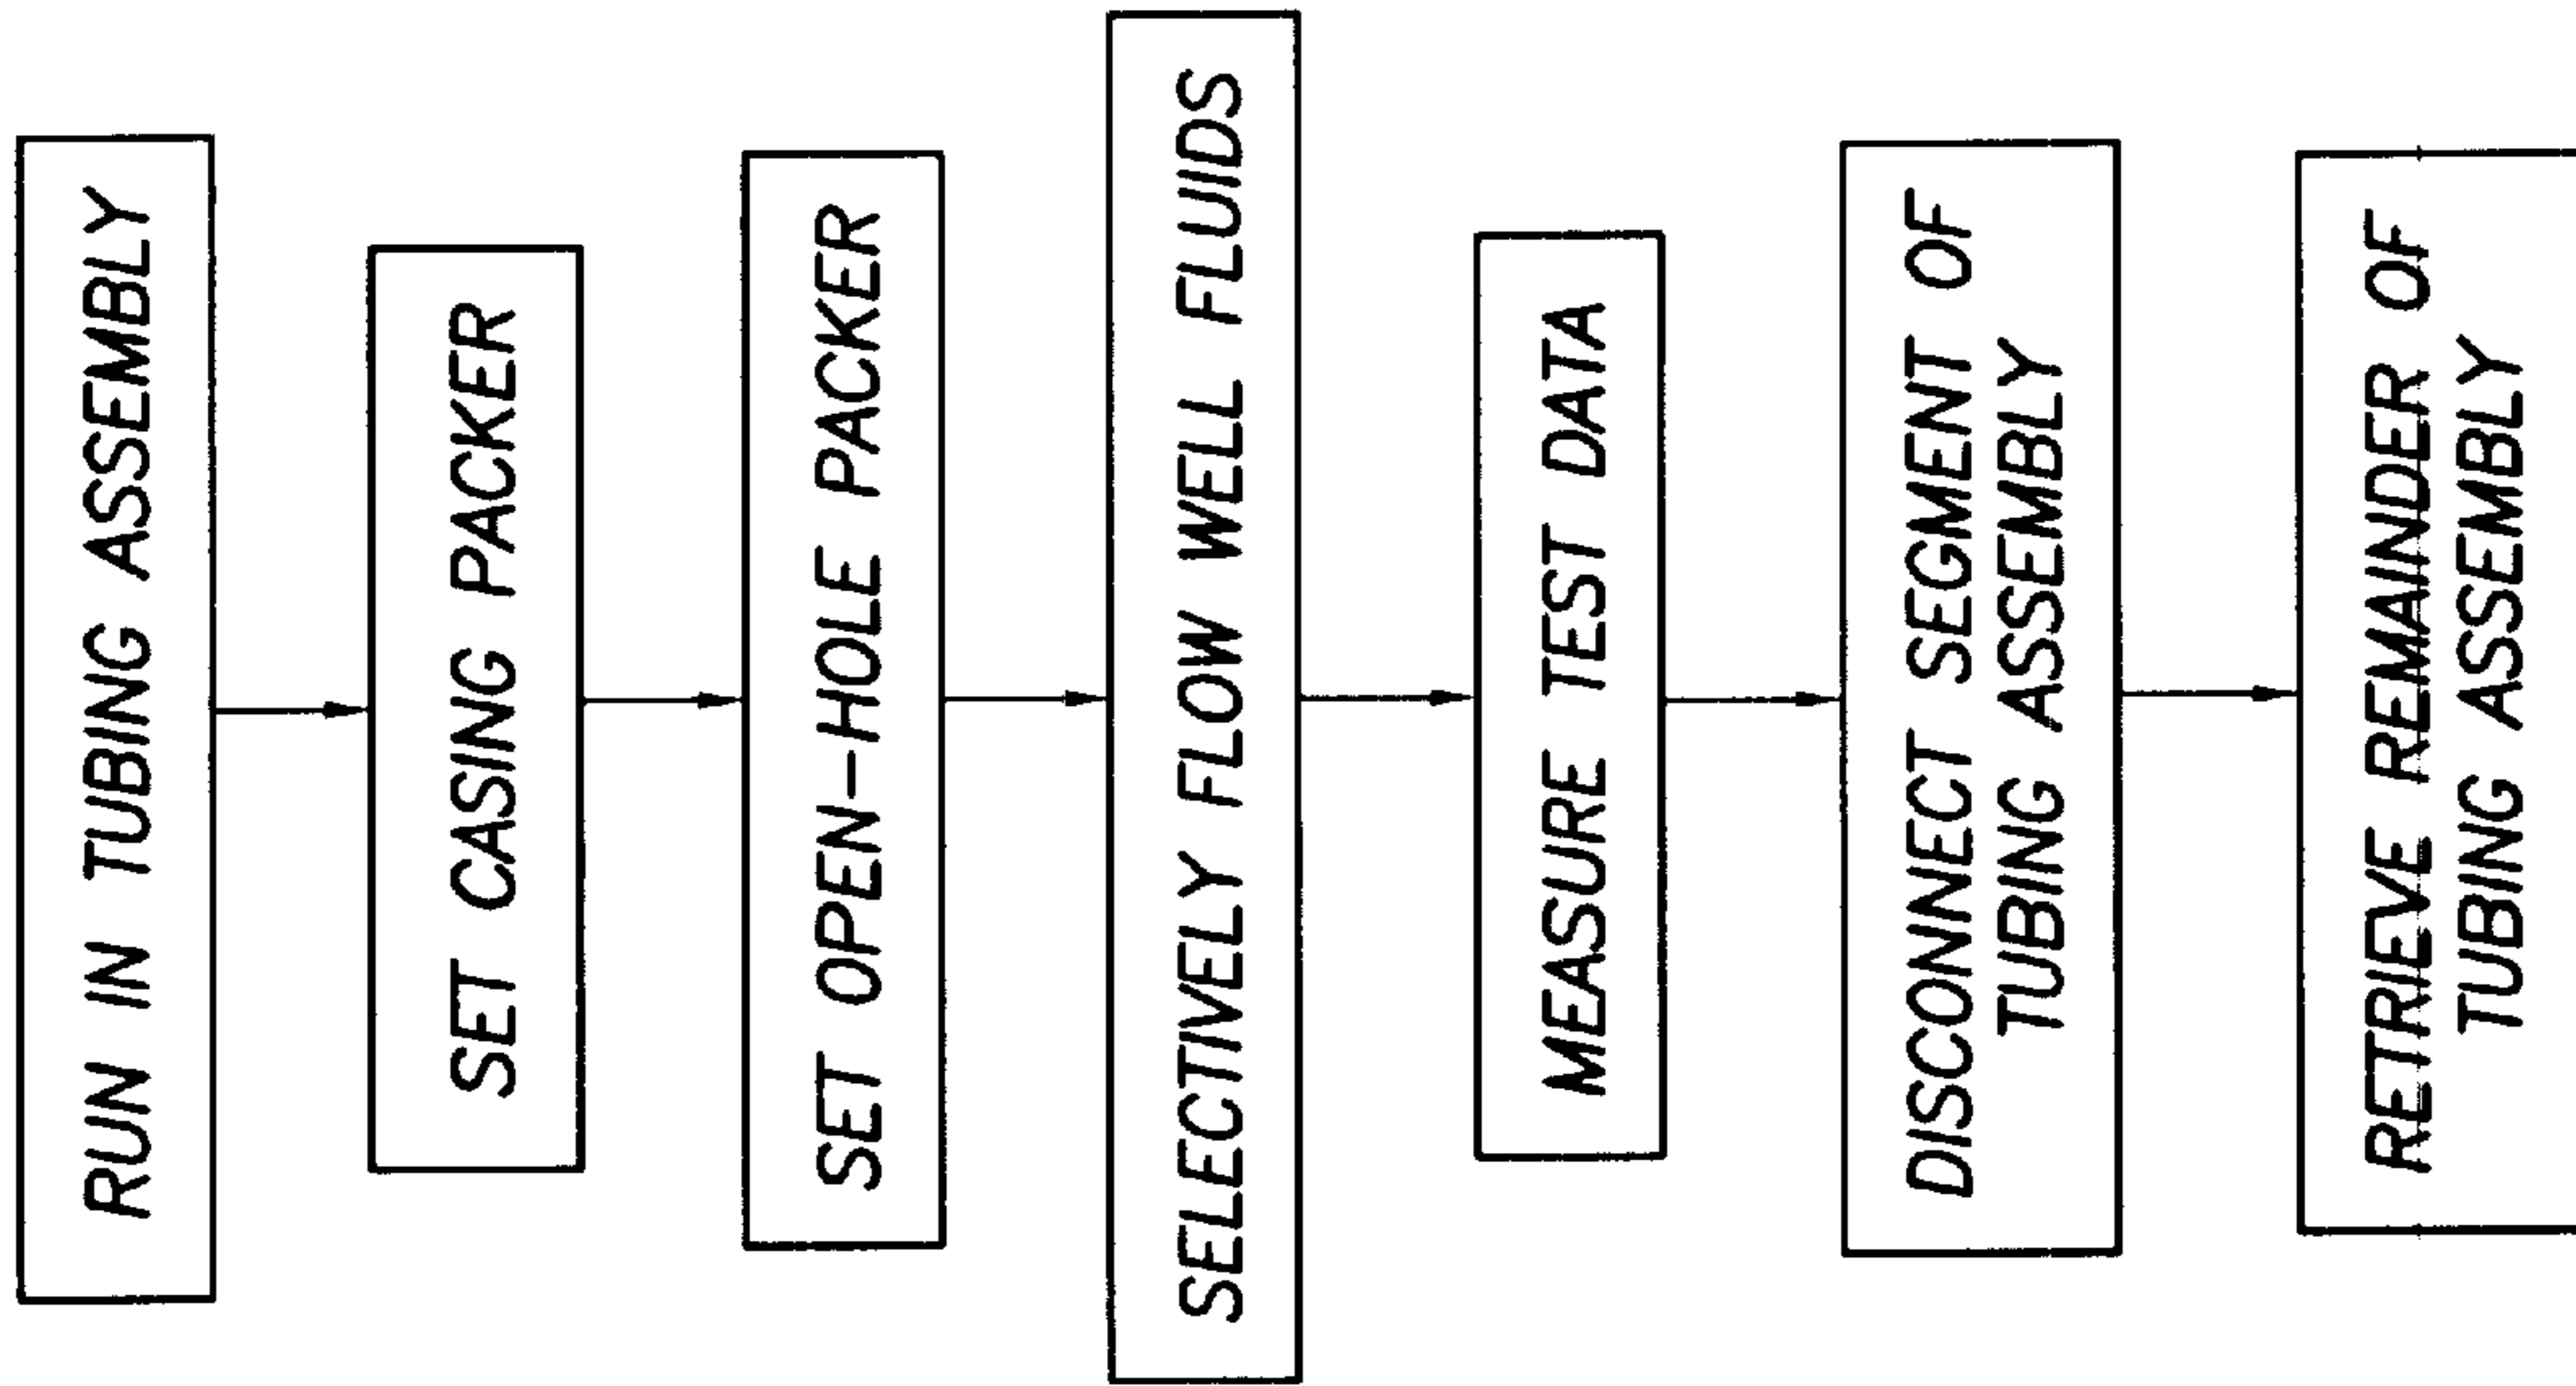 RUN IN TUBING ASSEMBLY
SET CASING PACKER
SET OPEN-HOLE PACKER
SELECTIVELY FLOW WELL FLUIDS
MEASURE TEST DATA
DISCONNECT SEGMENT OF
TUBING ASSEMBLY
RETRIEVE REMAINDER OF
TUBING ASSEMBLY